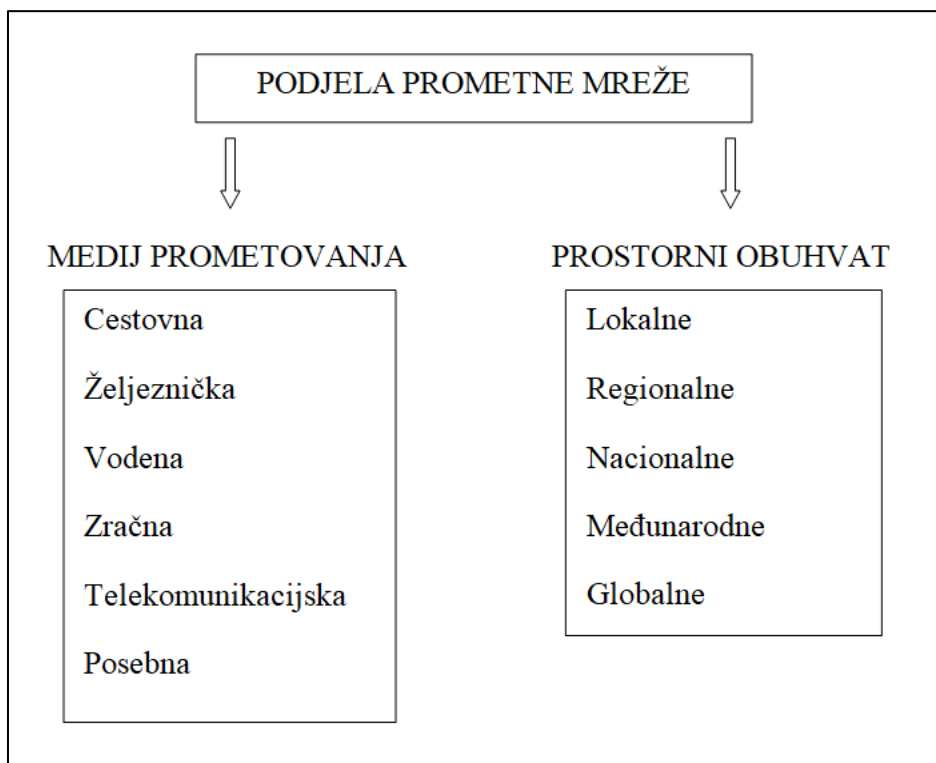 PODJELA PROMETNE MREŽE
MEDIJ PROMETOVANJA
Cestovna
Željeznička
Vodena
Zračna
Telekomunikacijska
Posebna
PROSTORNI OBUHVAT
Lokalne
Regionalne
Nacionalne
Međunarodne
Globalne